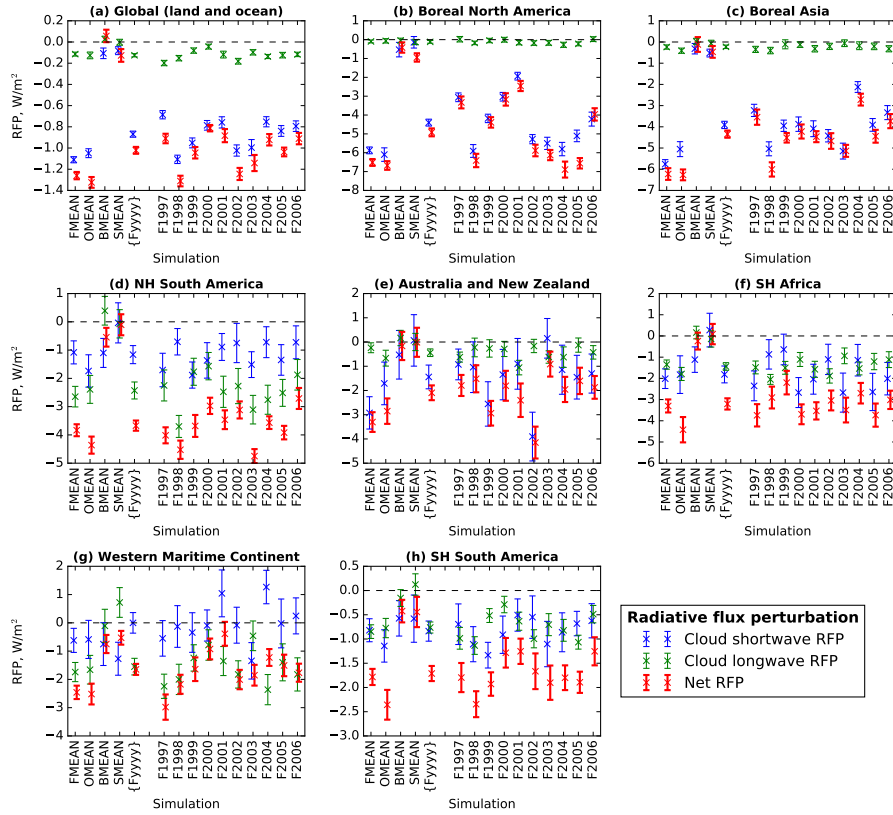 (a) Global (land and ocean)
RFP, W/m²
0.2
0.0
−0.2
−0.4
−0.6
−0.8
−1.0
−1.2
−1.4
FMEAN
OMEAN
BMEAN
SMEAN
{Fyyyy}
F1997
F1998
F1999
F2000
F2001
F2002
F2003
F2004
F2005
F2006
Simulation
(b) Boreal North America
1
0
−1
−2
−3
−4
−5
−6
−7
−8
FMEAN
OMEAN
BMEAN
SMEAN
{Fyyyy}
F1997
F1998
F1999
F2000
F2001
F2002
F2003
F2004
F2005
F2006
Simulation
(c) Boreal Asia
1
0
−1
−2
−3
−4
−5
−6
−7
FMEAN
OMEAN
BMEAN
SMEAN
{Fyyyy}
F1997
F1998
F1999
F2000
F2001
F2002
F2003
F2004
F2005
F2006
Simulation
(d) NH South America
RFP, W/m²
1
0
−1
−2
−3
−4
−5
FMEAN
OMEAN
BMEAN
SMEAN
{Fyyyy}
F1997
F1998
F1999
F2000
F2001
F2002
F2003
F2004
F2005
F2006
Simulation
(e) Australia and New Zealand
2
1
0
−1
−2
−3
−4
−5
FMEAN
OMEAN
BMEAN
SMEAN
{Fyyyy}
F1997
F1998
F1999
F2000
F2001
F2002
F2003
F2004
F2005
F2006
Simulation
(f) SH Africa
2
1
0
−1
−2
−3
−4
−5
−6
FMEAN
OMEAN
BMEAN
SMEAN
{Fyyyy}
F1997
F1998
F1999
F2000
F2001
F2002
F2003
F2004
F2005
F2006
Simulation
(g) Western Maritime Continent
RFP, W/m²
2
1
0
−1
−2
−3
−4
FMEAN
OMEAN
BMEAN
SMEAN
{Fyyyy}
F1997
F1998
F1999
F2000
F2001
F2002
F2003
F2004
F2005
F2006
Simulation
(h) SH South America
0.5
0.0
−0.5
−1.0
−1.5
−2.0
−2.5
−3.0
FMEAN
OMEAN
BMEAN
SMEAN
{Fyyyy}
F1997
F1998
F1999
F2000
F2001
F2002
F2003
F2004
F2005
F2006
Simulation
Radiative flux perturbation
Cloud shortwave RFP
Cloud longwave RFP
Net RFP